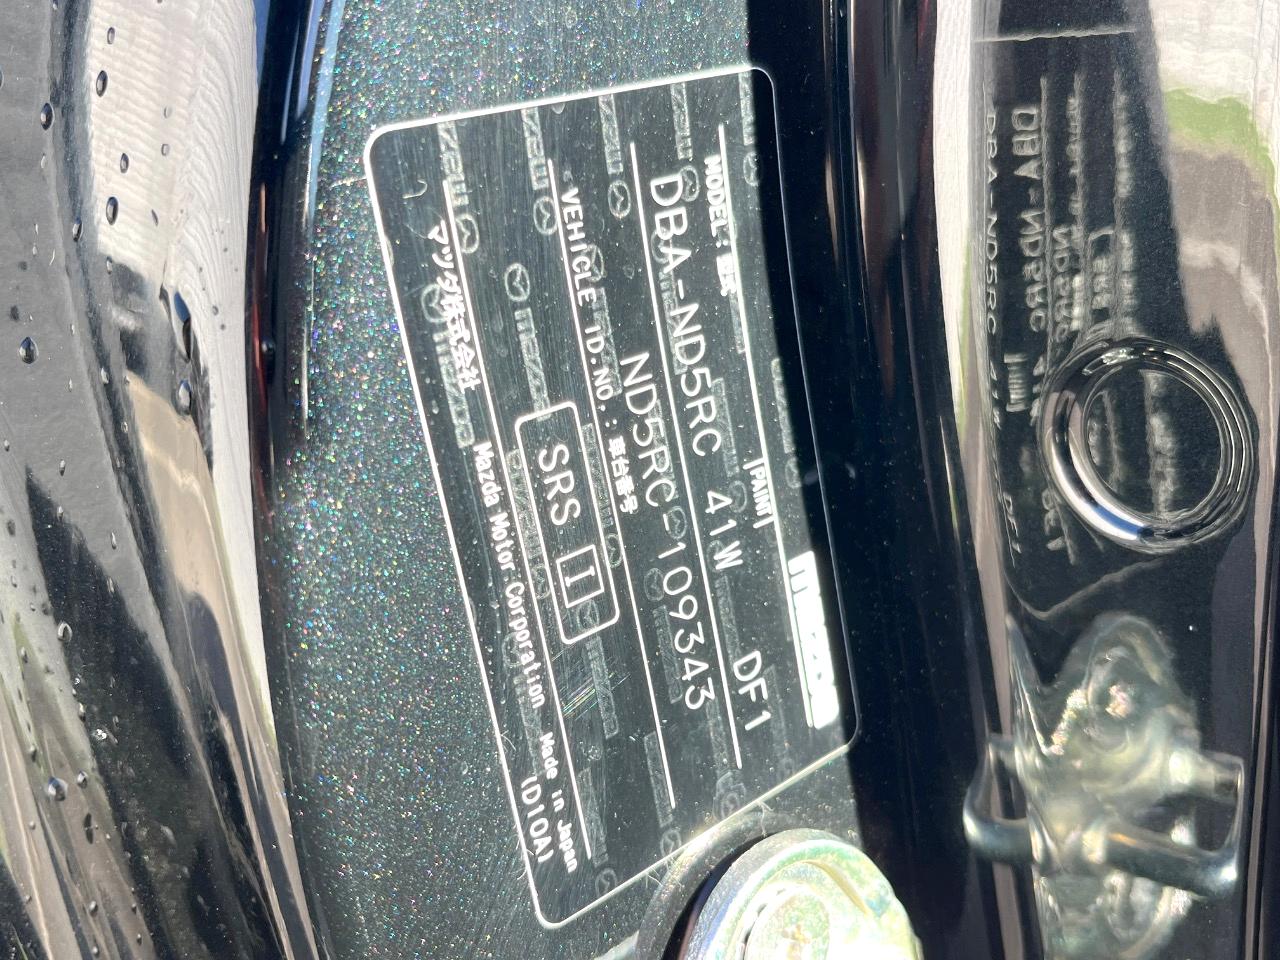 mazda
MODEL:型式 PAINT
DBA-ND5RC 41W DF1
ND5RC-109343
VEHICLE ID.NO.:車台番号
SRS I
マツダ株式会社 Mazda Motor Corporation Made in Japan
(D10A)